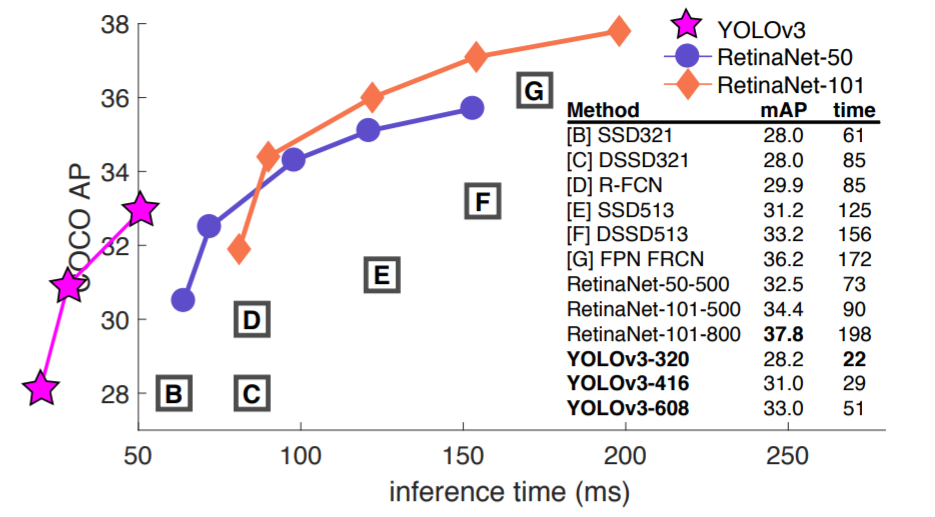 38
36
34
32
30
28
COCO AP
50 100 150 200 250
inference time (ms)
B
C
D
E
F
G
YOLOv3
RetinaNet-50
RetinaNet-101
Method mAP time
[B] SSD321 28.0 61
[C] DSSD321 28.0 85
[D] R-FCN 29.9 85
[E] SSD513 31.2 125
[F] DSSD513 33.2 156
[G] FPN FRCN 36.2 172
RetinaNet-50-500 32.5 73
RetinaNet-101-500 34.4 90
RetinaNet-101-800 37.8 198
YOLOv3-320 28.2 22
YOLOv3-416 31.0 29
YOLOv3-608 33.0 51